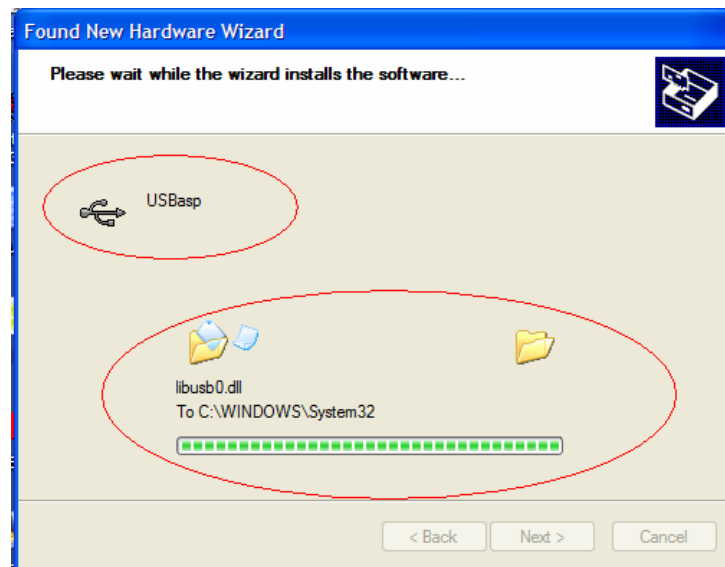 Found New Hardware Wizard
Please wait while the wizard installs the software...
USBasp
libusb0.dll
To C:\WINDOWS\System32
< Back Next > Cancel